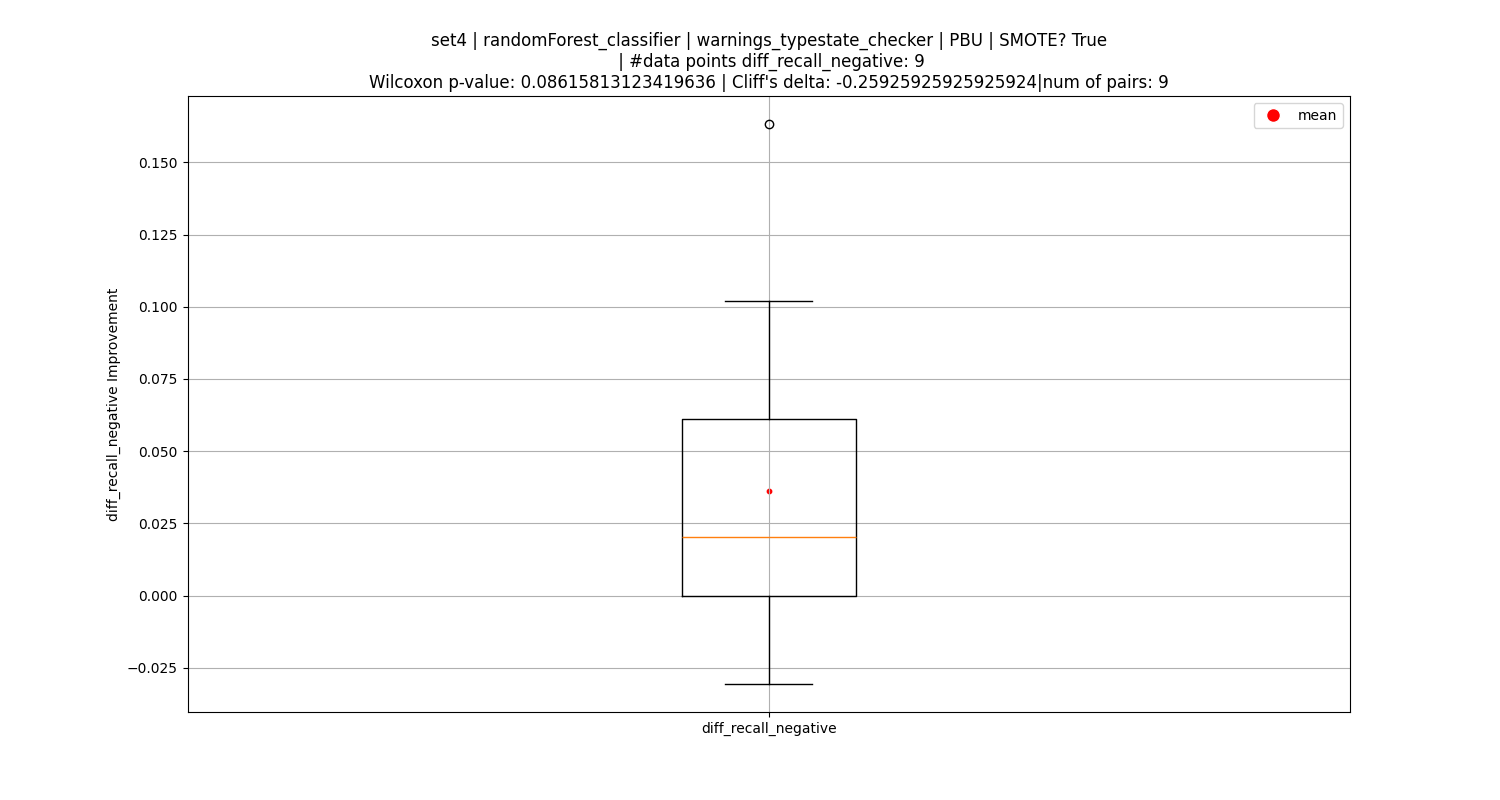 set4 | randomForest_classifier | warnings_typestate_checker | PBU | SMOTE? True
| #data points diff_recall_negative: 9
Wilcoxon p-value: 0.08615813123419636 | Cliff's delta: -0.25925925925925924|num of pairs: 9
mean
0.150
0.125
0.100
0.075
0.050
0.025
0.000
−0.025
diff_recall_negative Improvement
diff_recall_negative